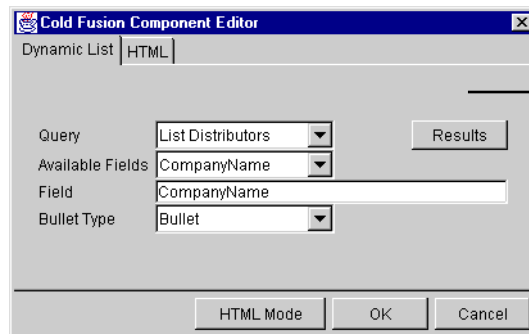 Cold Fusion Component Editor
Dynamic List HTML
Query List Distributors Results
Available Fields CompanyName
Field CompanyName
Bullet Type Bullet
HTML Mode OK Cancel